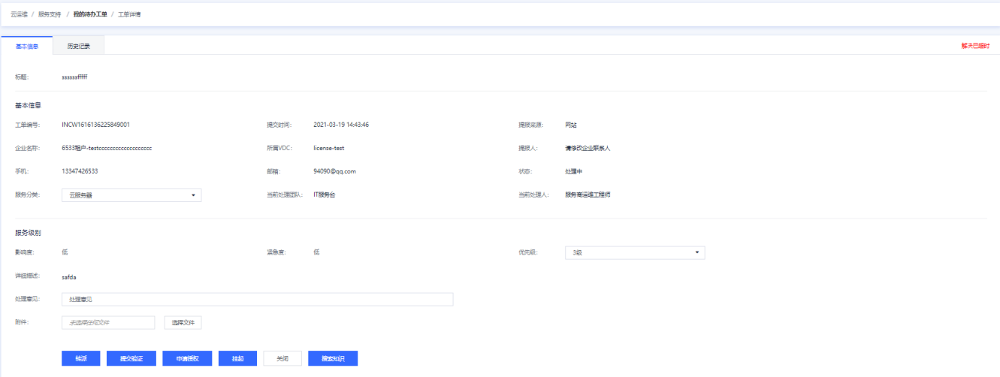 云运维 / 服务支持 / 我的待办工单 / 工单详情
基本信息 历史记录 解决已超时
标题: ssssssfffff
基本信息
工单编号: INCW1616136225849001 提交时间: 2021-03-19 14:43:46 提报来源: 网站
企业名称: 6533租户-testccccccccccccccccccc 所属VDC: license-test 提报人: 请修改企业联系人
手机: 13347426533 邮箱: 94090@qq.com 状态: 处理中
服务分类: 云服务器 当前处理团队: IT服务台 当前处理人: 服务商运维工程师
服务级别
影响度: 低 紧急度: 低 优先级: 3级
详细描述: safda
处理意见: 处理意见
附件: 未选择任何文件 选择文件
转派 提交验证 申请授权 挂起 关闭 搜索知识